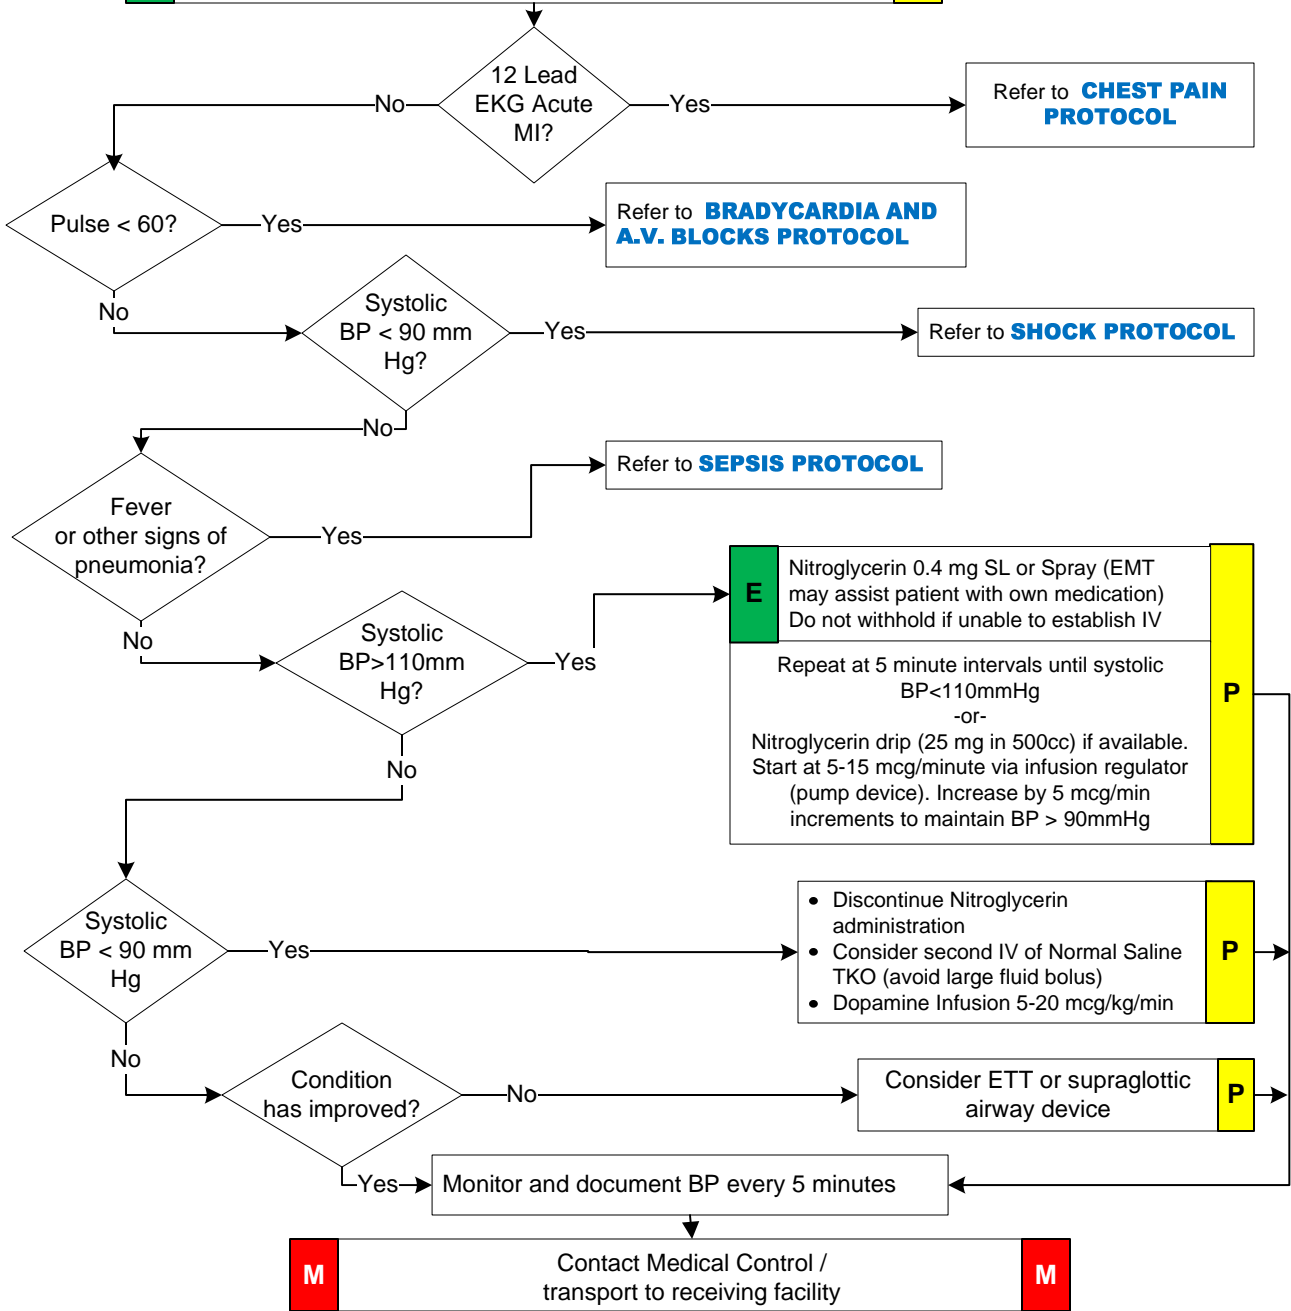 12 Lead
EKG Acute
MI?
No
Yes
Refer to CHEST PAIN
PROTOCOL
Pulse < 60?
Yes
Refer to BRADYCARDIA AND
A.V. BLOCKS PROTOCOL
No
Systolic
BP < 90 mm
Hg?
Yes
Refer to SHOCK PROTOCOL
No
Fever
or other signs of
pneumonia?
Yes
Refer to SEPSIS PROTOCOL
No
Systolic
BP>110mm
Hg?
Yes
E
Nitroglycerin 0.4 mg SL or Spray (EMT
may assist patient with own medication)
Do not withhold if unable to establish IV
Repeat at 5 minute intervals until systolic
BP<110mmHg
-or-
Nitroglycerin drip (25 mg in 500cc) if available.
Start at 5-15 mcg/minute via infusion regulator
(pump device). Increase by 5 mcg/min
increments to maintain BP > 90mmHg
P
No
Systolic
BP < 90 mm
Hg
Yes
• Discontinue Nitroglycerin
administration
• Consider second IV of Normal Saline
TKO (avoid large fluid bolus)
• Dopamine Infusion 5-20 mcg/kg/min
P
No
Condition
has improved?
No
Consider ETT or supraglottic
airway device
P
Yes
Monitor and document BP every 5 minutes
M
Contact Medical Control /
transport to receiving facility
M